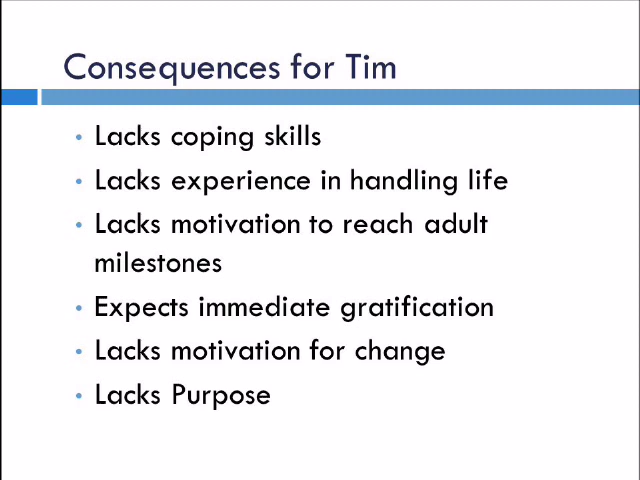 Consequences for Tim
• Lacks coping skills
• Lacks experience in handling life
• Lacks motivation to reach adult
milestones
• Expects immediate gratification
• Lacks motivation for change
• Lacks Purpose